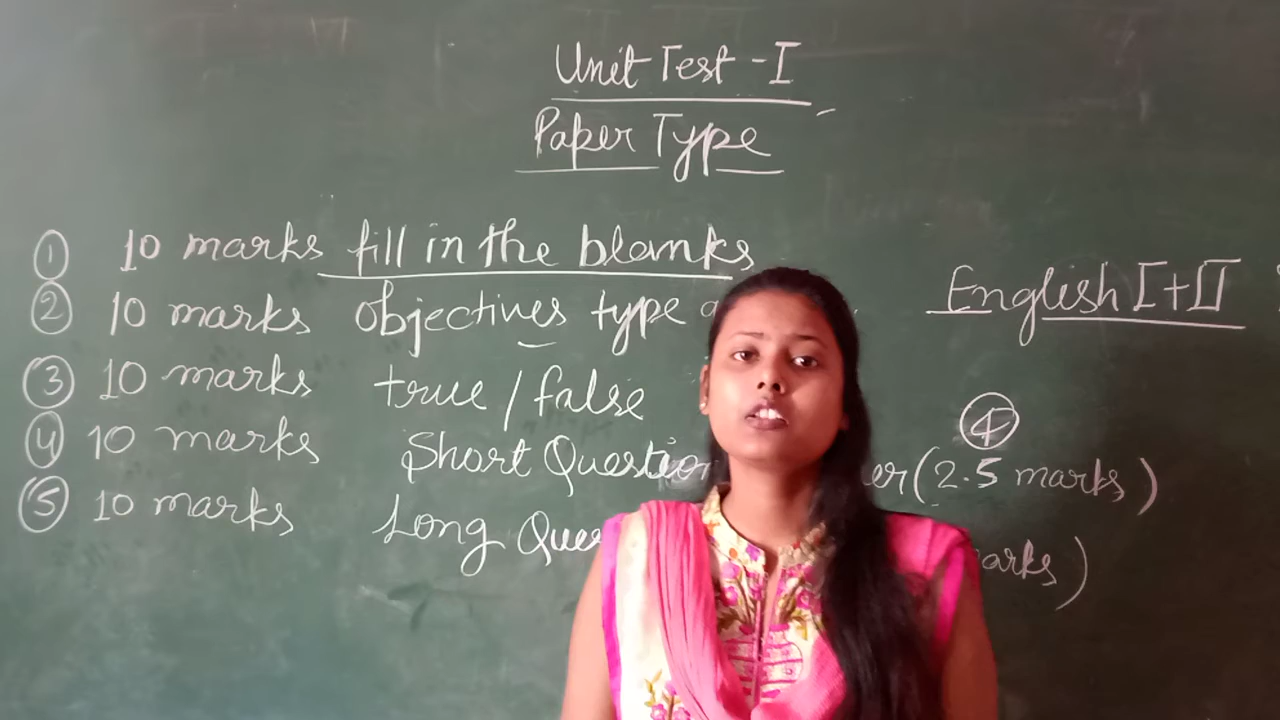 Unit Test - I
Paper Type
① 10 marks fill in the blanks
② 10 marks objectives type
English I + II
③ 10 marks true / false
④
④ 10 marks Short (2.5 marks)
⑤ 10 marks Long